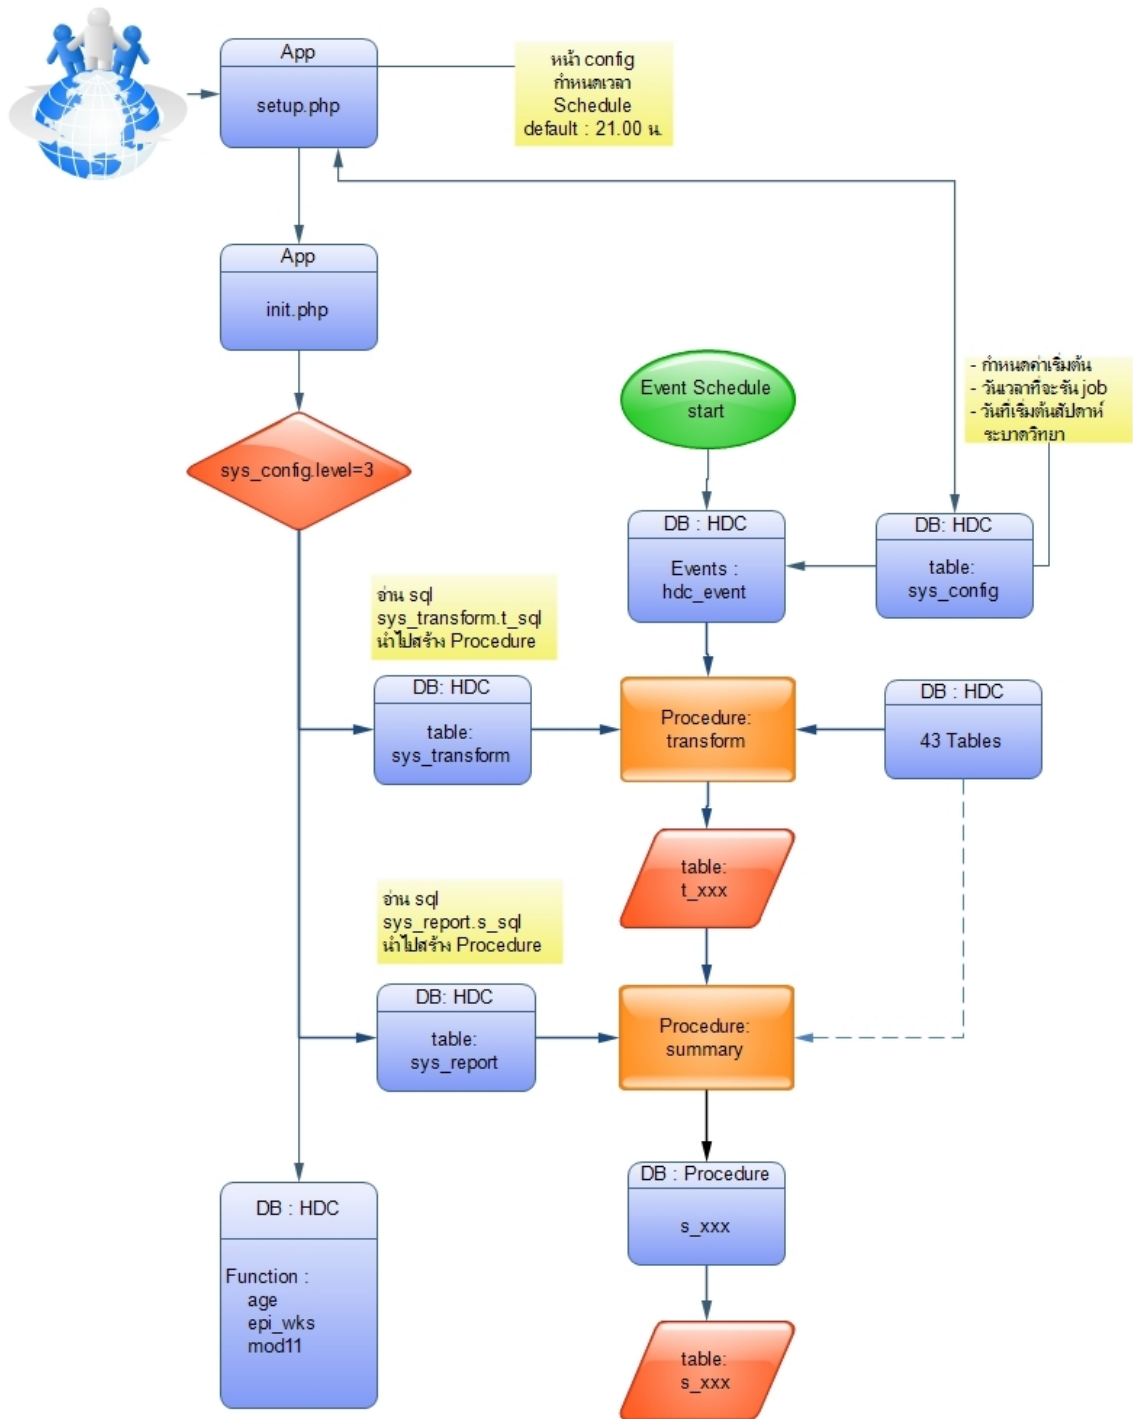 App
setup.php
หน้า config
กำหนดเวลา
Schedule
default : 21.00 น.
App
init.php
sys_config.level=3
Event Schedule
start
- กำหนดค่าเริ่มต้น
- วันเวลาที่จะรัน job
- วันที่เริ่มต้นสัปดาห์
ระบาดวิทยา
DB : HDC
Events :
hdc_event
DB: HDC
table:
sys_config
อ่าน sql
sys_transform.t_sql
นำไปสร้าง Procedure
DB: HDC
table:
sys_transform
Procedure:
transform
DB : HDC
43 Tables
table:
t_xxx
อ่าน sql
sys_report.s_sql
นำไปสร้าง Procedure
DB: HDC
table:
sys_report
Procedure:
summary
DB : Procedure
s_xxx
DB : HDC
Function :
age
epi_wks
mod11
table:
s_xxx